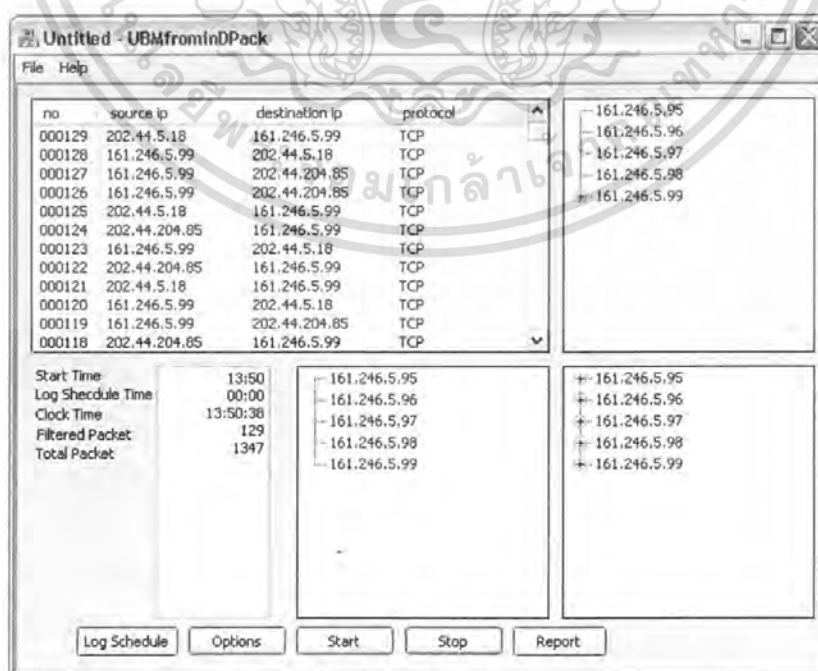 Untitled - UBMfrominDPack
File Help
no source ip destination ip protocol
000129 202.44.5.18 161.246.5.99 TCP
000128 161.246.5.99 202.44.5.18 TCP
000127 161.246.5.99 202.44.204.85 TCP
000126 161.246.5.99 202.44.204.85 TCP
000125 202.44.5.18 161.246.5.99 TCP
000124 202.44.204.85 161.246.5.99 TCP
000123 161.246.5.99 202.44.5.18 TCP
000122 202.44.204.85 161.246.5.99 TCP
000121 202.44.5.18 161.246.5.99 TCP
000120 161.246.5.99 202.44.5.18 TCP
000119 161.246.5.99 202.44.204.85 TCP
000118 202.44.204.85 161.246.5.99 TCP
161.246.5.95
161.246.5.96
161.246.5.97
161.246.5.98
161.246.5.99
Start Time 13:50
Log Shecdule Time 00:00
Clock Time 13:50:38
Filtered Packet 129
Total Packet 1347
161.246.5.95
161.246.5.96
161.246.5.97
161.246.5.98
161.246.5.99
161.246.5.95
161.246.5.96
161.246.5.97
161.246.5.98
161.246.5.99
Log Schedule Options Start Stop Report